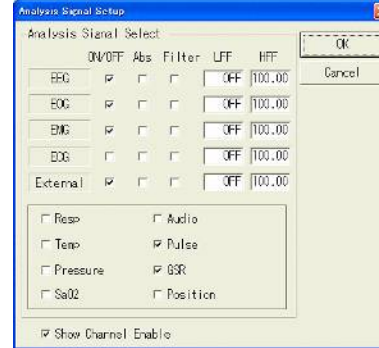 Analysis Signal Setup
Analysis Signal Select
ON/OFF Abs Filter LFF HFF
OK
EEG OFF 100.00
Cancel
EOG OFF 100.00
EMG OFF 100.00
ECG OFF 100.00
External OFF 100.00
Resp Audio
Temp Pulse
Pressure GSR
SaO2 Position
Show Channel Enable